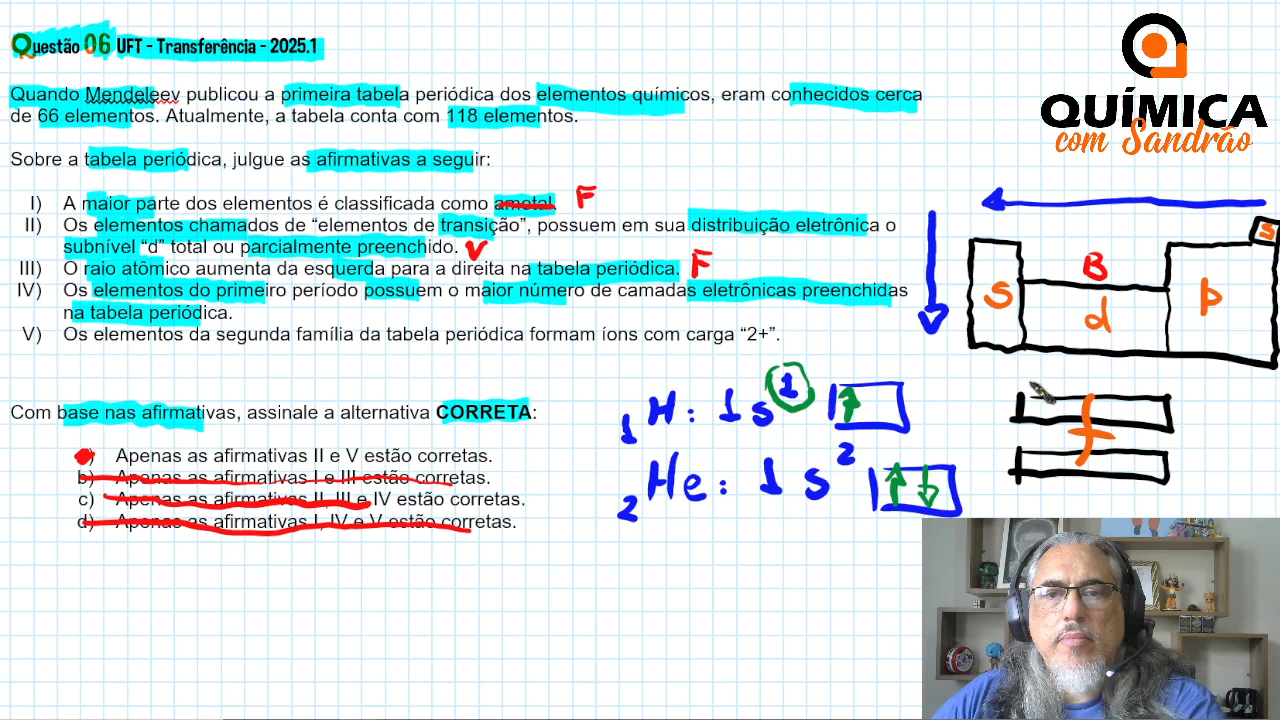 Questão 06 UFT - Transferência - 2025.1
Quando Mendeleev publicou a primeira tabela periódica dos elementos químicos, eram conhecidos cerca
de 66 elementos. Atualmente, a tabela conta com 118 elementos.
Sobre a tabela periódica, julgue as afirmativas a seguir:
I) A maior parte dos elementos é classificada como ametal. F
II) Os elementos chamados de “elementos de transição”, possuem em sua distribuição eletrônica o
subnível “d” total ou parcialmente preenchido. V
III) O raio atômico aumenta da esquerda para a direita na tabela periódica. F
IV) Os elementos do primeiro período possuem o maior número de camadas eletrônicas preenchidas
na tabela periódica.
V) Os elementos da segunda família da tabela periódica formam íons com carga “2+”.
Com base nas afirmativas, assinale a alternativa CORRETA:
) Apenas as afirmativas II e V estão corretas.
b) Apenas as afirmativas I e III estão corretas.
c) Apenas as afirmativas II, III e IV estão corretas.
d) Apenas as afirmativas I, IV e V estão corretas.
QUÍMICA
com Sandrão
S
B
S d p
f
1H: 1s1
2He: 1s2